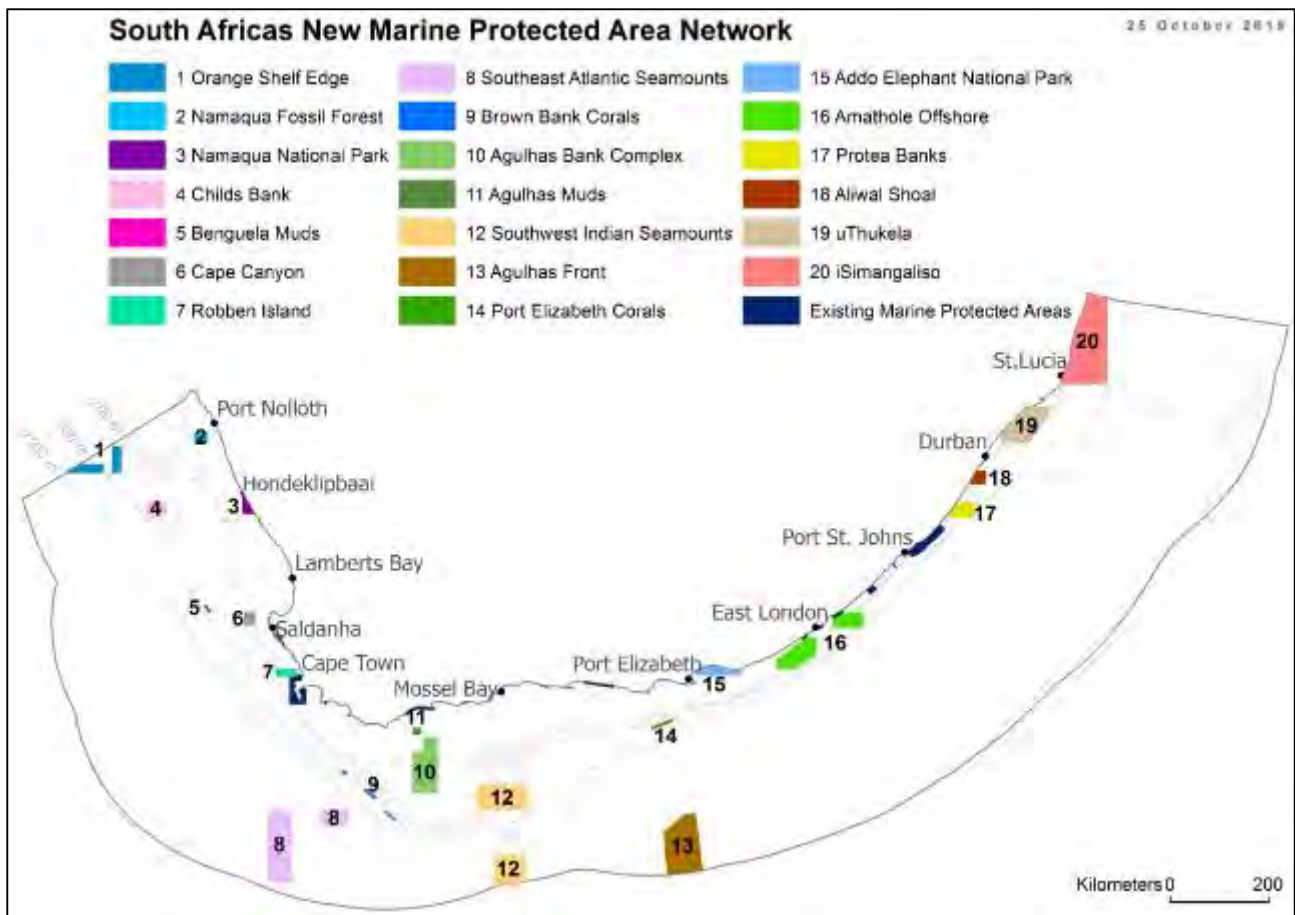 South Africas New Marine Protected Area Network
25 October 2018
1 Orange Shelf Edge
2 Namaqua Fossil Forest
3 Namaqua National Park
4 Childs Bank
5 Benguela Muds
6 Cape Canyon
7 Robben Island
8 Southeast Atlantic Seamounts
9 Brown Bank Corals
10 Agulhas Bank Complex
11 Agulhas Muds
12 Southwest Indian Seamounts
13 Agulhas Front
14 Port Elizabeth Corals
15 Addo Elephant National Park
16 Amathole Offshore
17 Protea Banks
18 Aliwal Shoal
19 uThukela
20 iSimangaliso
Existing Marine Protected Areas
20
St.Lucia
Port Nolloth
1
2
19
Durban
Hondeklipbaai
3
4
18
17
Port St. Johns
Lamberts Bay
5
6
East London
Saldanha
16
7
Cape Town
Port Elizabeth
15
Mossel Bay
11
14
10
9
12
8
8
13
12
Kilometers 0 200